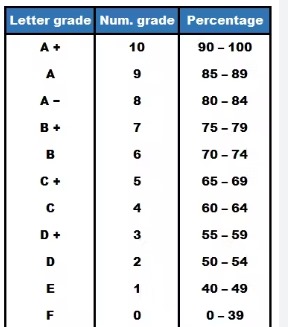 Letter grade Num. grade Percentage
A + 10 90 – 100
A 9 85 – 89
A – 8 80 – 84
B + 7 75 – 79
B 6 70 – 74
C + 5 65 – 69
C 4 60 – 64
D + 3 55 – 59
D 2 50 – 54
E 1 40 – 49
F 0 0 – 39